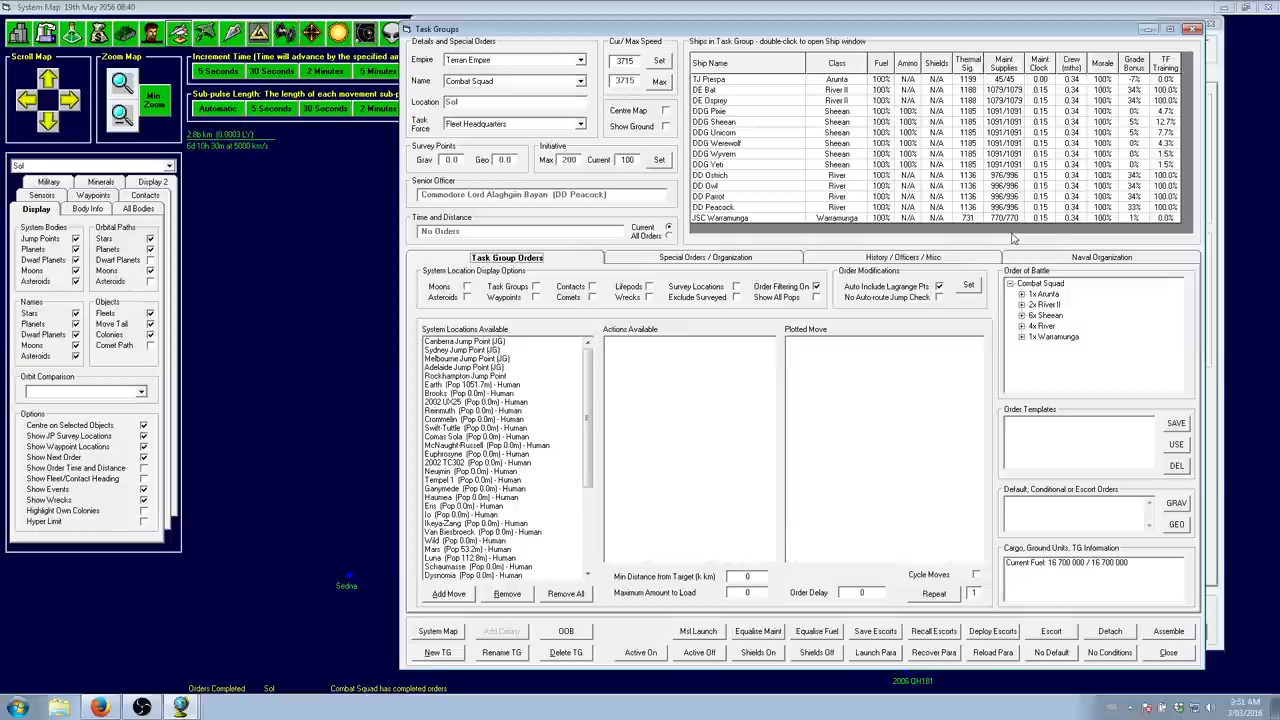 System Map 19th May 2056 08:40
Scroll Map
Zoom Map
Min Zoom
Increment Time (Time will advance by the specified am
5 Seconds
30 Seconds
2 Minutes
5 Minutes
Sub-pulse Length: The length of each movement sub-p
Automatic
5 Seconds
30 Seconds
2 Minutes
2.8b km (0.0003 LY)
6d 10h 30m at 5000 km/s
Sol
Military
Minerals
Display 2
Sensors
Waypoints
Contacts
Display
Body Info
All Bodies
System Bodies
Jump Points
Planets
Dwarf Planets
Moons
Asteroids
Orbital Paths
Stars
Planets
Dwarf Planets
Moons
Asteroids
Names
Stars
Planets
Dwarf Planets
Moons
Asteroids
Objects
Fleets
Move Tail
Colonies
Comet Path
Orbit Comparison
Options
Centre on Selected Objects
Show JP Survey Locations
Show Waypoint Locations
Show Next Order
Show Order Time and Distance
Show Fleet/Contact Heading
Show Events
Show Wrecks
Highlight Own Colonies
Hyper Limit
Sedna
Orders Completed Sol Combat Squad has completed orders
2006 QH181
Task Groups
Details and Special Orders
Empire Terran Empire
Name Combat Squad
Location Sol
Task Force Fleet Headquarters
Cur/ Max Speed
3715 Set
3715 Max
Centre Map
Show Ground
Survey Points
Grav 0.0 Geo 0.0
Initiative
Max 200 Current 100 Set
Senior Officer
Commodore Lord Alaghgiin Bayan (DD Peacock)
Time and Distance
No Orders
Current
All Orders
Ships in Task Group - double-click to open Ship window
Ship Name Class Fuel Ammo Shields Thermal Sig. Maint Supplies Maint Clock Crew (mths) Morale Grade Bonus TF Training
TJ Prespa Arunta 100% N/A N/A 1199 45/45 0.00 0.34 100% -7% 0.0%
DE Bat River II 100% N/A N/A 1188 1079/1079 0.15 0.34 100% 34% 100.0%
DE Osprey River II 100% N/A N/A 1188 1079/1079 0.15 0.34 100% 34% 100.0%
DDG Pixie Sheean 100% N/A N/A 1185 1091/1091 0.15 0.34 100% 0% 4.7%
DDG Shean Sheean 100% N/A N/A 1185 1091/1091 0.15 0.34 100% 0% 12.7%
DDG Unicorn Sheean 100% N/A N/A 1185 1091/1091 0.15 0.34 100% 5% 7.7%
DDG Werewolf Sheean 100% N/A N/A 1185 1091/1091 0.15 0.34 100% 0% 4.3%
DDG Wyvern Sheean 100% N/A N/A 1185 1091/1091 0.15 0.34 100% 4% 1.5%
DDG Yeti Sheean 100% N/A N/A 1185 1091/1091 0.15 0.34 100% 0% 1.5%
DD Ostrich River 100% N/A N/A 1136 976/996 0.15 0.34 100% 34% 100.0%
DD Owl River 100% N/A N/A 1136 996/996 0.15 0.34 100% 34% 100.0%
DD Parrot River 100% N/A N/A 1136 996/996 0.15 0.34 100% 34% 100.0%
DD Peacock River 100% N/A N/A 1136 996/996 0.15 0.34 100% 33% 100.0%
JSC Warramunga Warramunga 100% N/A N/A 731 770/770 0.15 0.34 100% 1% 0.0%
Task Group Orders
Special Orders / Organization
History / Officers / Misc
Naval Organization
System Location Display Options
Moons Task Groups Contacts Lifepods Survey Locations Order Filtering On
Asteroids Waypoints Comets Wrecks Exclude Surveyed Show All Pops
Order Modifications
Auto Include Lagrange Pts
No Auto-route Jump Check
Set
System Locations Available
Canberra Jump Point (JG)
Sydney Jump Point (JG)
Melbourne Jump Point (JG)
Adelaide Jump Point (JG)
Rockhampton Jump Point
Earth (Pop 1051.7m) - Human
Brooks (Pop 0.0m) - Human
2002 UX25 (Pop 0.0m) - Human
Reinmuth (Pop 0.0m) - Human
Crommelin (Pop 0.0m) - Human
Swift-Tuttle (Pop 0.0m) - Human
Comas Sola (Pop 0.0m) - Human
McNaught-Russell (Pop 0.0m) - Human
Euphrosyne (Pop 0.0m) - Human
2002 TC302 (Pop 0.0m) - Human
Neujmin (Pop 0.0m) - Human
Tempel 1 (Pop 0.0m) - Human
Ganymede (Pop 0.0m) - Human
Haumea (Pop 0.0m) - Human
Eris (Pop 0.0m) - Human
Io (Pop 0.0m) - Human
Ikeya-Zhang (Pop 0.0m) - Human
Van Biesbroeck (Pop 0.0m) - Human
Wild (Pop 0.0m) - Human
Mars (Pop 53.2m) - Human
Luna (Pop 112.8m) - Human
Schaumasse (Pop 0.0m) - Human
Dysnomia (Pop 0.0m) - Human
Actions Available
Plotted Move
Add Move
Remove
Remove All
Min Distance from Target (k km) 0
Maximum Amount to Load 0
Order Delay 0
Cycle Moves
Repeat 1
Order of Battle
Combat Squad
1x Arunta
2x River II
6x Sheean
4x River
1x Warramunga
Order Templates
SAVE
USE
DEL
Default, Conditional or Escort Orders
GRAV
GEO
Cargo, Ground Units, TG Information
Current Fuel: 16 700 000 / 16 700 000
System Map
Add Colony
OOB
Msl Launch
Equalise Maint
Equalise Fuel
Save Escorts
Recall Escorts
Deploy Escorts
Escort
Detach
Assemble
New TG
Rename TG
Delete TG
Active On
Active Off
Shields On
Shields Off
Launch Para
Recover Para
Reload Para
No Default
No Conditions
Close
9:51 AM
3/03/2016